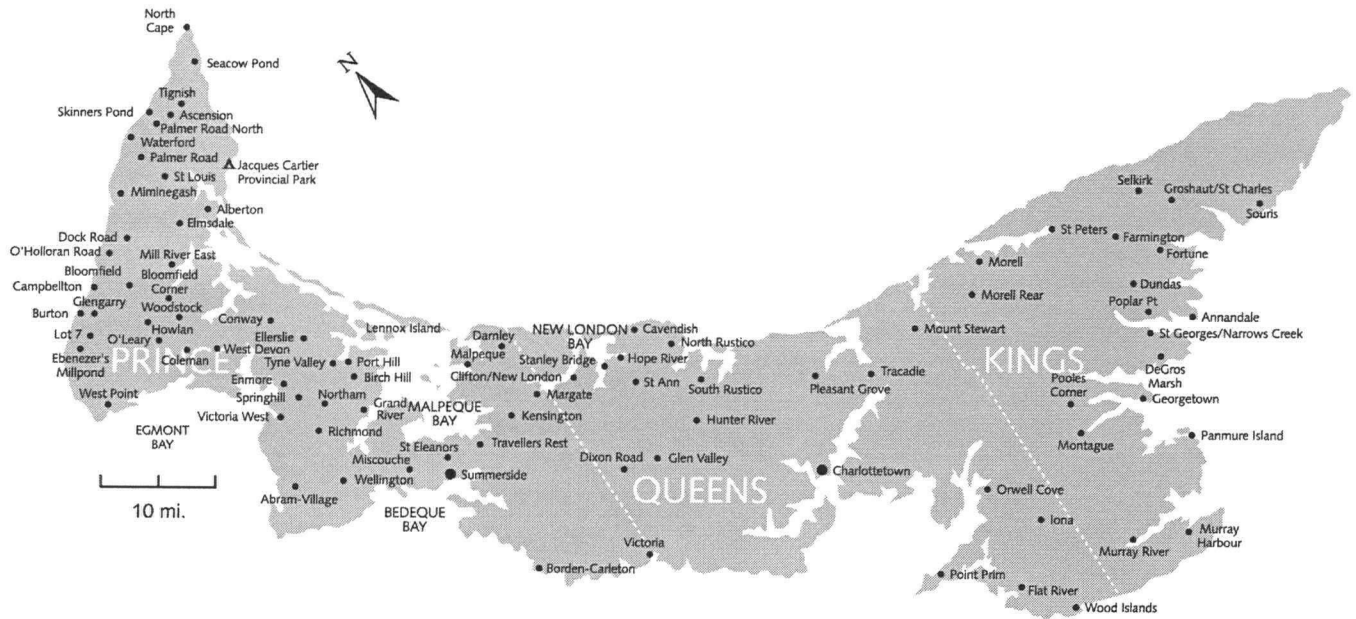 North
Cape
Seacow Pond
N
Tignish
Skinners Pond
Ascension
Palmer Road North
Waterford
Palmer Road
Jacques Cartier
Provincial Park
St Louis
Miminegash
Alberton
Elmsdale
Dock Road
O'Holloran Road
Mill River East
Bloomfield
Bloomfield
Corner
Campbellton
Glengarry
Woodstock
Burton
Howlan
Conway
Lot 7
O'Leary
Ellerslie
Lennox Island
Ebenezer's
Millpond
PRINCE
Coleman
West Devon
Tyne Valley
Port Hill
Enmore
Birch Hill
West Point
Springhill
Northam
Grand
River
Victoria West
EGMONT
BAY
Richmond
MALPEQUE
BAY
Darnley
Malpeque
NEW LONDON
BAY
Cavendish
North Rustico
Stanley Bridge
Hope River
Clifton/New London
St Ann
South Rustico
Margate
Kensington
Hunter River
St Eleanors
Travellers Rest
Miscouche
Summerside
Dixon Road
Glen Valley
Wellington
Abram-Village
10 mi.
BEDEQUE
BAY
QUEENS
Charlottetown
Victoria
Borden-Carleton
Pleasant Grove
Tracadie
Mount Stewart
Selkirk
Groshaut/St Charles
Souris
St Peters
Farmington
Fortune
Morell
Morell Rear
Dundas
Poplar Pt
Annandale
St Georges/Narrows Creek
KINGS
DeGros
Marsh
Pooles
Corner
Georgetown
Montague
Panmure Island
Orwell Cove
Iona
Murray
Harbour
Murray River
Point Prim
Flat River
Wood Islands